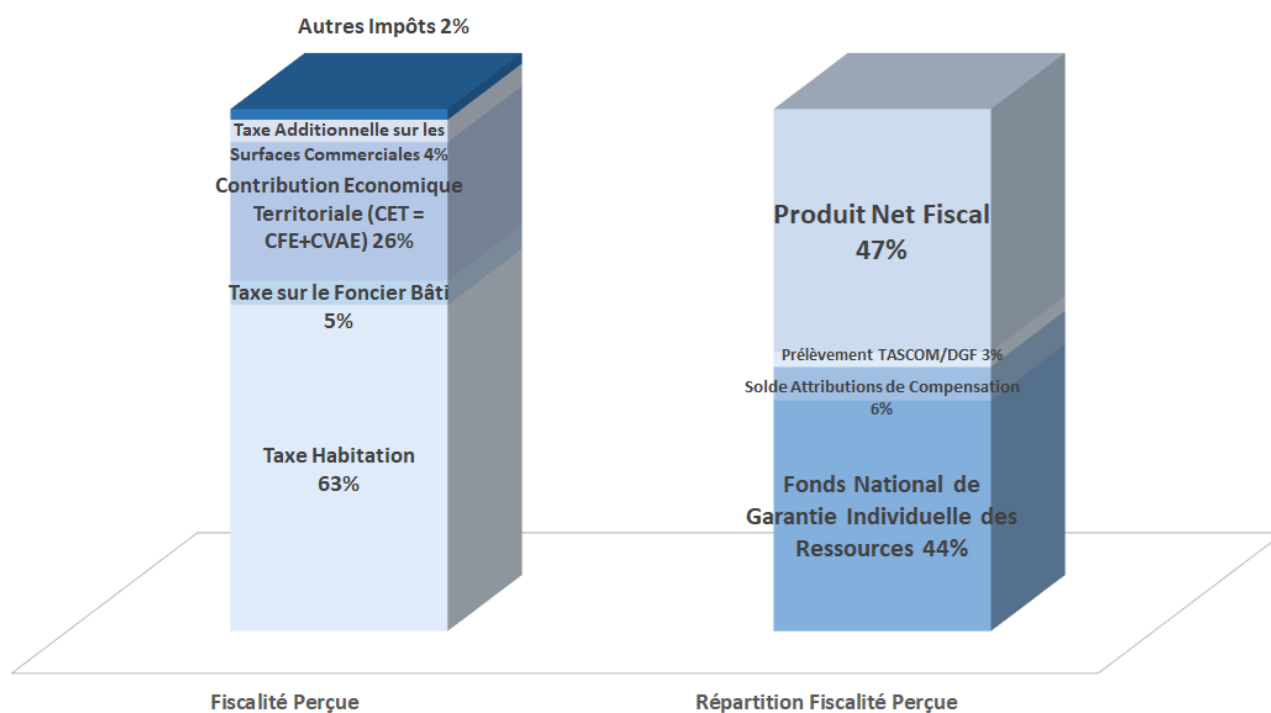 Autres Impôts 2%
Taxe Additionnelle sur les
Surfaces Commerciales 4%
Contribution Economique
Territoriale (CET =
CFE+CVAE) 26%
Taxe sur le Foncier Bâti
5%
Taxe Habitation
63%
Fiscalité Perçue
Produit Net Fiscal
47%
Prélèvement TASCOM/DGF 3%
Solde Attributions de Compensation
6%
Fonds National de
Garantie Individuelle des
Ressources 44%
Répartition Fiscalité Perçue